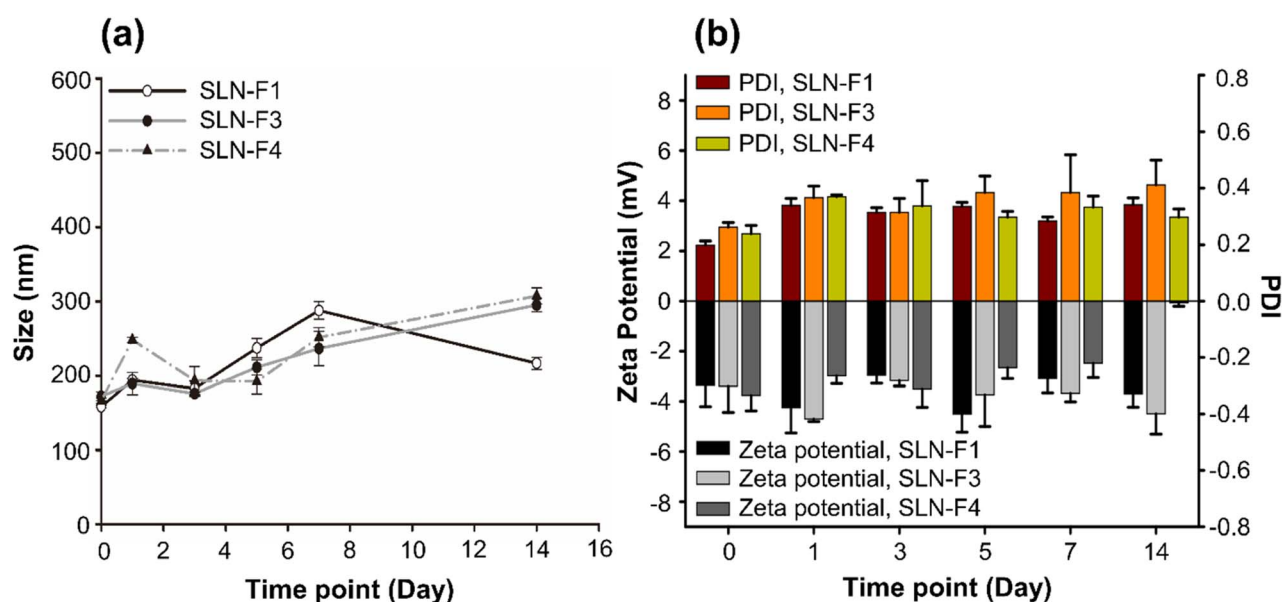 (a)
600
500
400
300
200
100
0
Size (nm)
SLN-F1
SLN-F3
SLN-F4
0 2 4 6 8 10 12 14 16
Time point (Day)
(b)
8
6
4
2
0
-2
-4
-6
-8
Zeta Potential (mV)
PDI, SLN-F1
PDI, SLN-F3
PDI, SLN-F4
Zeta potential, SLN-F1
Zeta potential, SLN-F3
Zeta potential, SLN-F4
0.8
0.6
0.4
0.2
0.0
-0.2
-0.4
-0.6
-0.8
PDI
0 1 3 5 7 14
Time point (Day)